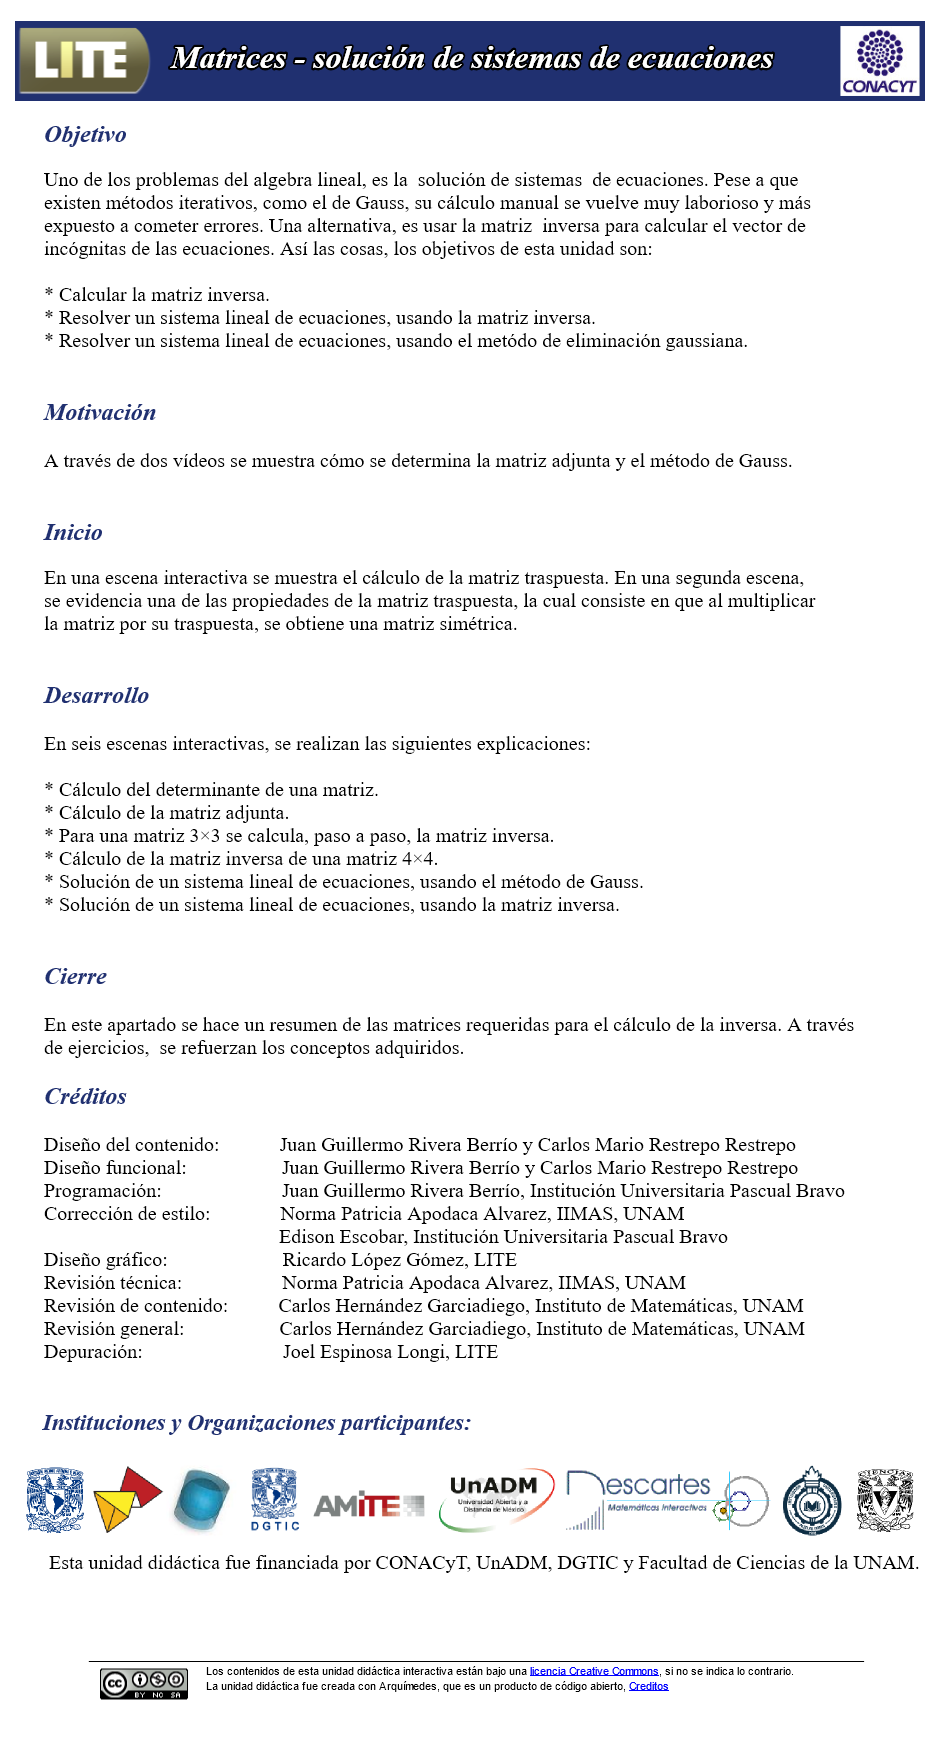 LITE
Matrices - solución de sistemas de ecuaciones
CONACYT
Objetivo
Uno de los problemas del algebra lineal, es la solución de sistemas de ecuaciones. Pese a que
existen métodos iterativos, como el de Gauss, su cálculo manual se vuelve muy laborioso y más
expuesto a cometer errores. Una alternativa, es usar la matriz inversa para calcular el vector de
incógnitas de las ecuaciones. Así las cosas, los objetivos de esta unidad son:
* Calcular la matriz inversa.
* Resolver un sistema lineal de ecuaciones, usando la matriz inversa.
* Resolver un sistema lineal de ecuaciones, usando el metódo de eliminación gaussiana.
Motivación
A través de dos vídeos se muestra cómo se determina la matriz adjunta y el método de Gauss.
Inicio
En una escena interactiva se muestra el cálculo de la matriz traspuesta. En una segunda escena,
se evidencia una de las propiedades de la matriz traspuesta, la cual consiste en que al multiplicar
la matriz por su traspuesta, se obtiene una matriz simétrica.
Desarrollo
En seis escenas interactivas, se realizan las siguientes explicaciones:
* Cálculo del determinante de una matriz.
* Cálculo de la matriz adjunta.
* Para una matriz 3×3 se calcula, paso a paso, la matriz inversa.
* Cálculo de la matriz inversa de una matriz 4×4.
* Solución de un sistema lineal de ecuaciones, usando el método de Gauss.
* Solución de un sistema lineal de ecuaciones, usando la matriz inversa.
Cierre
En este apartado se hace un resumen de las matrices requeridas para el cálculo de la inversa. A través
de ejercicios, se refuerzan los conceptos adquiridos.
Créditos
Diseño del contenido: Juan Guillermo Rivera Berrío y Carlos Mario Restrepo Restrepo
Diseño funcional: Juan Guillermo Rivera Berrío y Carlos Mario Restrepo Restrepo
Programación: Juan Guillermo Rivera Berrío, Institución Universitaria Pascual Bravo
Corrección de estilo: Norma Patricia Apodaca Alvarez, IIMAS, UNAM
Edison Escobar, Institución Universitaria Pascual Bravo
Diseño gráfico: Ricardo López Gómez, LITE
Revisión técnica: Norma Patricia Apodaca Alvarez, IIMAS, UNAM
Revisión de contenido: Carlos Hernández Garciadiego, Instituto de Matemáticas, UNAM
Revisión general: Carlos Hernández Garciadiego, Instituto de Matemáticas, UNAM
Depuración: Joel Espinosa Longi, LITE
Instituciones y Organizaciones participantes:
DGTIC
AMITE
UnADM
Universidad Abierta y a
Distancia de México
Descartes
Matemáticas Interactivas
CIENCIAS
Esta unidad didáctica fue financiada por CONACyT, UnADM, DGTIC y Facultad de Ciencias de la UNAM.
Los contenidos de esta unidad didáctica interactiva están bajo una licencia Creative Commons, si no se indica lo contrario.
La unidad didáctica fue creada con Arquímedes, que es un producto de código abierto, Creditos
cc BY NC SA